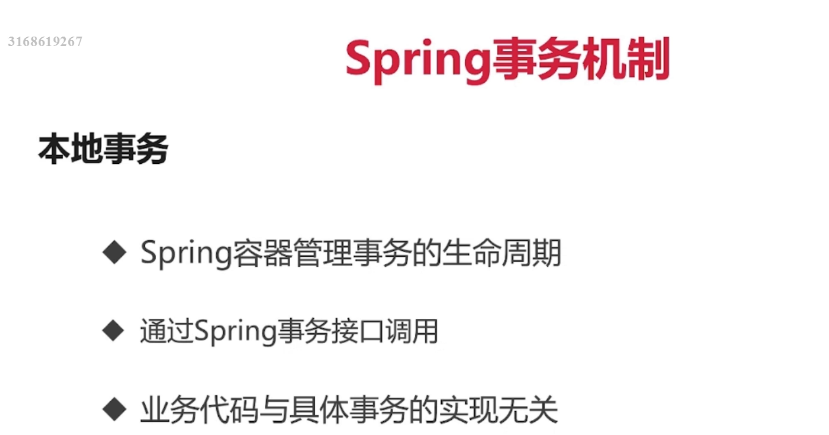 3168619267
Spring事务机制
本地事务
◆ Spring容器管理事务的生命周期
◆ 通过Spring事务接口调用
◆ 业务代码与具体事务的实现无关